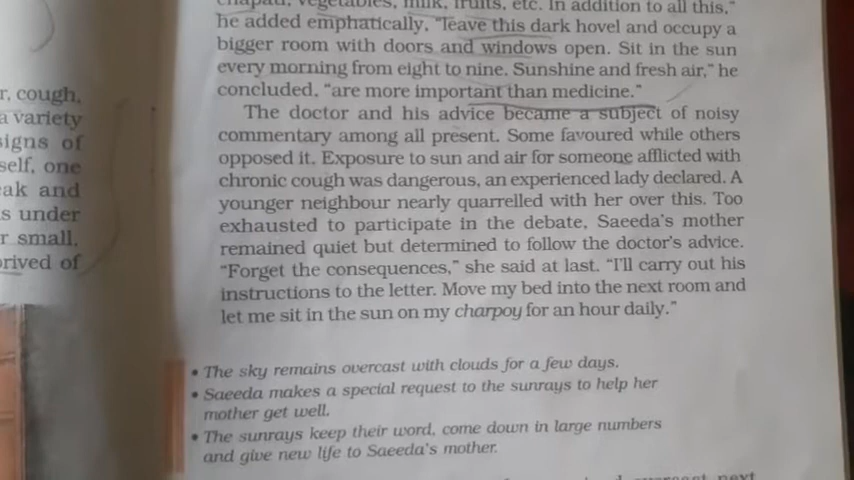 r, cough,
a variety
signs of
self, one
eak and
s under
r small,
prived of
chapati, vegetables, milk, fruits, etc. In addition to all this,"
he added emphatically, "leave this dark hovel and occupy a
bigger room with doors and windows open. Sit in the sun
every morning from eight to nine. Sunshine and fresh air," he
concluded, "are more important than medicine."
The doctor and his advice became a subject of noisy
commentary among all present. Some favoured while others
opposed it. Exposure to sun and air for someone afflicted with
chronic cough was dangerous, an experienced lady declared. A
younger neighbour nearly quarrelled with her over this. Too
exhausted to participate in the debate, Saeeda's mother
remained quiet but determined to follow the doctor's advice.
"Forget the consequences," she said at last. "I'll carry out his
instructions to the letter. Move my bed into the next room and
let me sit in the sun on my charpoy for an hour daily."
• The sky remains overcast with clouds for a few days.
• Saeeda makes a special request to the sunrays to help her
mother get well.
• The sunrays keep their word, come down in large numbers
and give new life to Saeeda's mother.
next